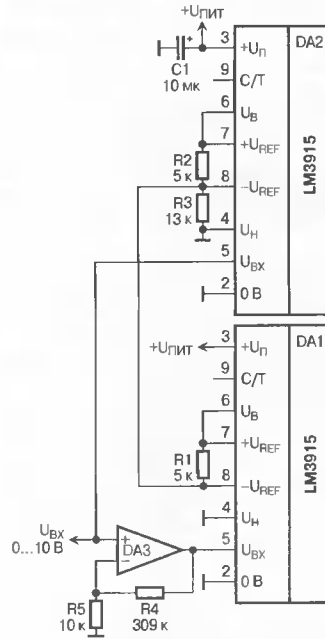 +UПИТ
C1
10 мк
+
3
+UП
DA2
9
C/T
6
UВ
7
+UREF
R2
5 к
8
−UREF
R3
13 к
4
UН
5
UВХ
2
0 В
LM3915
+UПИТ
3
+UП
DA1
9
C/T
6
UВ
7
+UREF
R1
5 к
8
−UREF
4
UН
UВХ
0...10 В
+
−
DA3
5
UВХ
2
0 В
R5
10 к
R4
309 к
LM3915